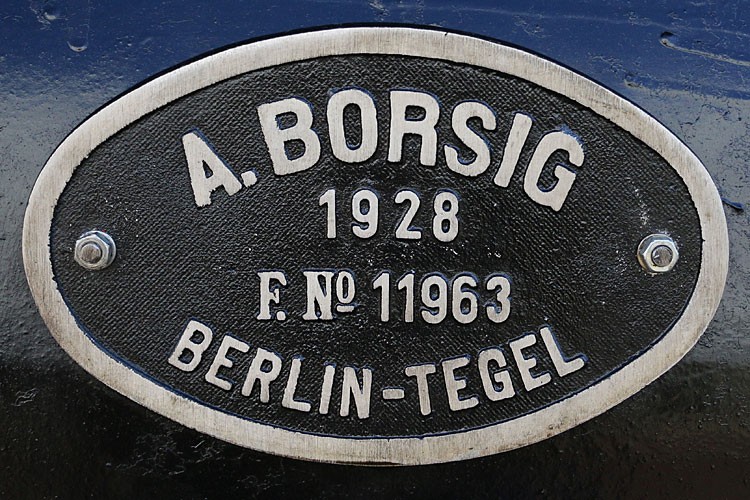 A. BORSIG
1928
F. Nº 11963
BERLIN-TEGEL